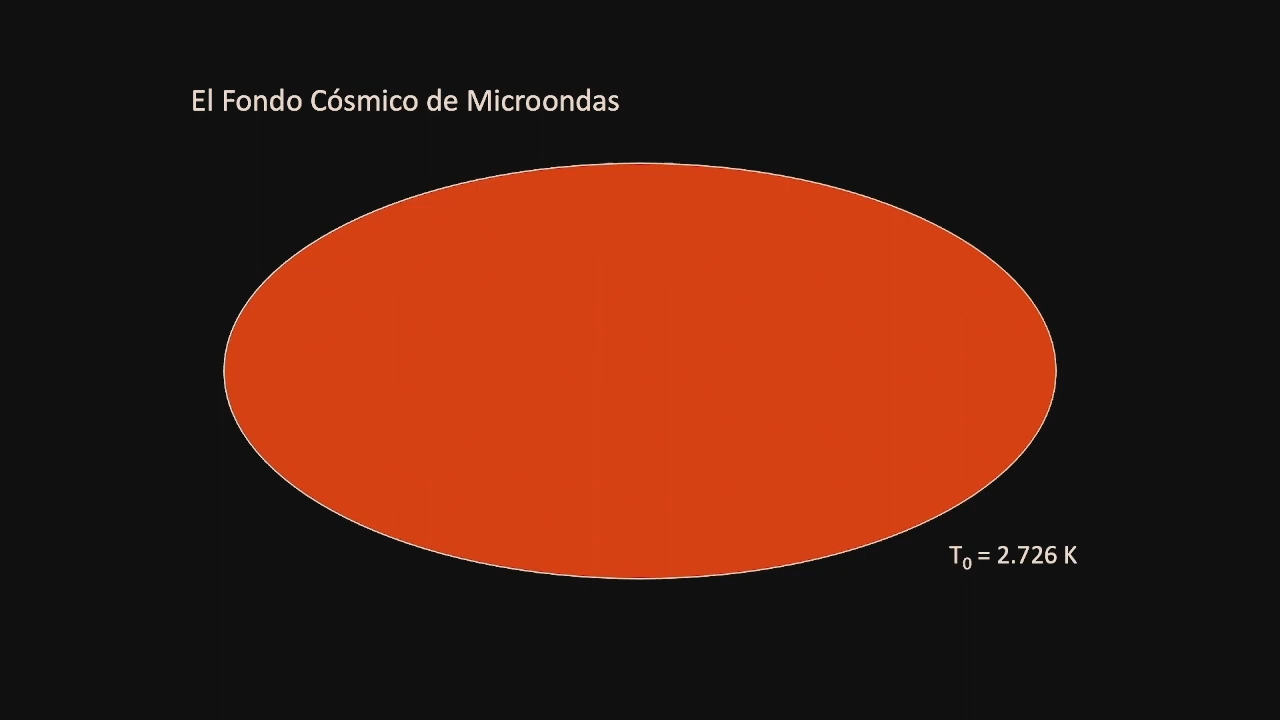 El Fondo Cósmico de Microondas
T₀ = 2.726 K